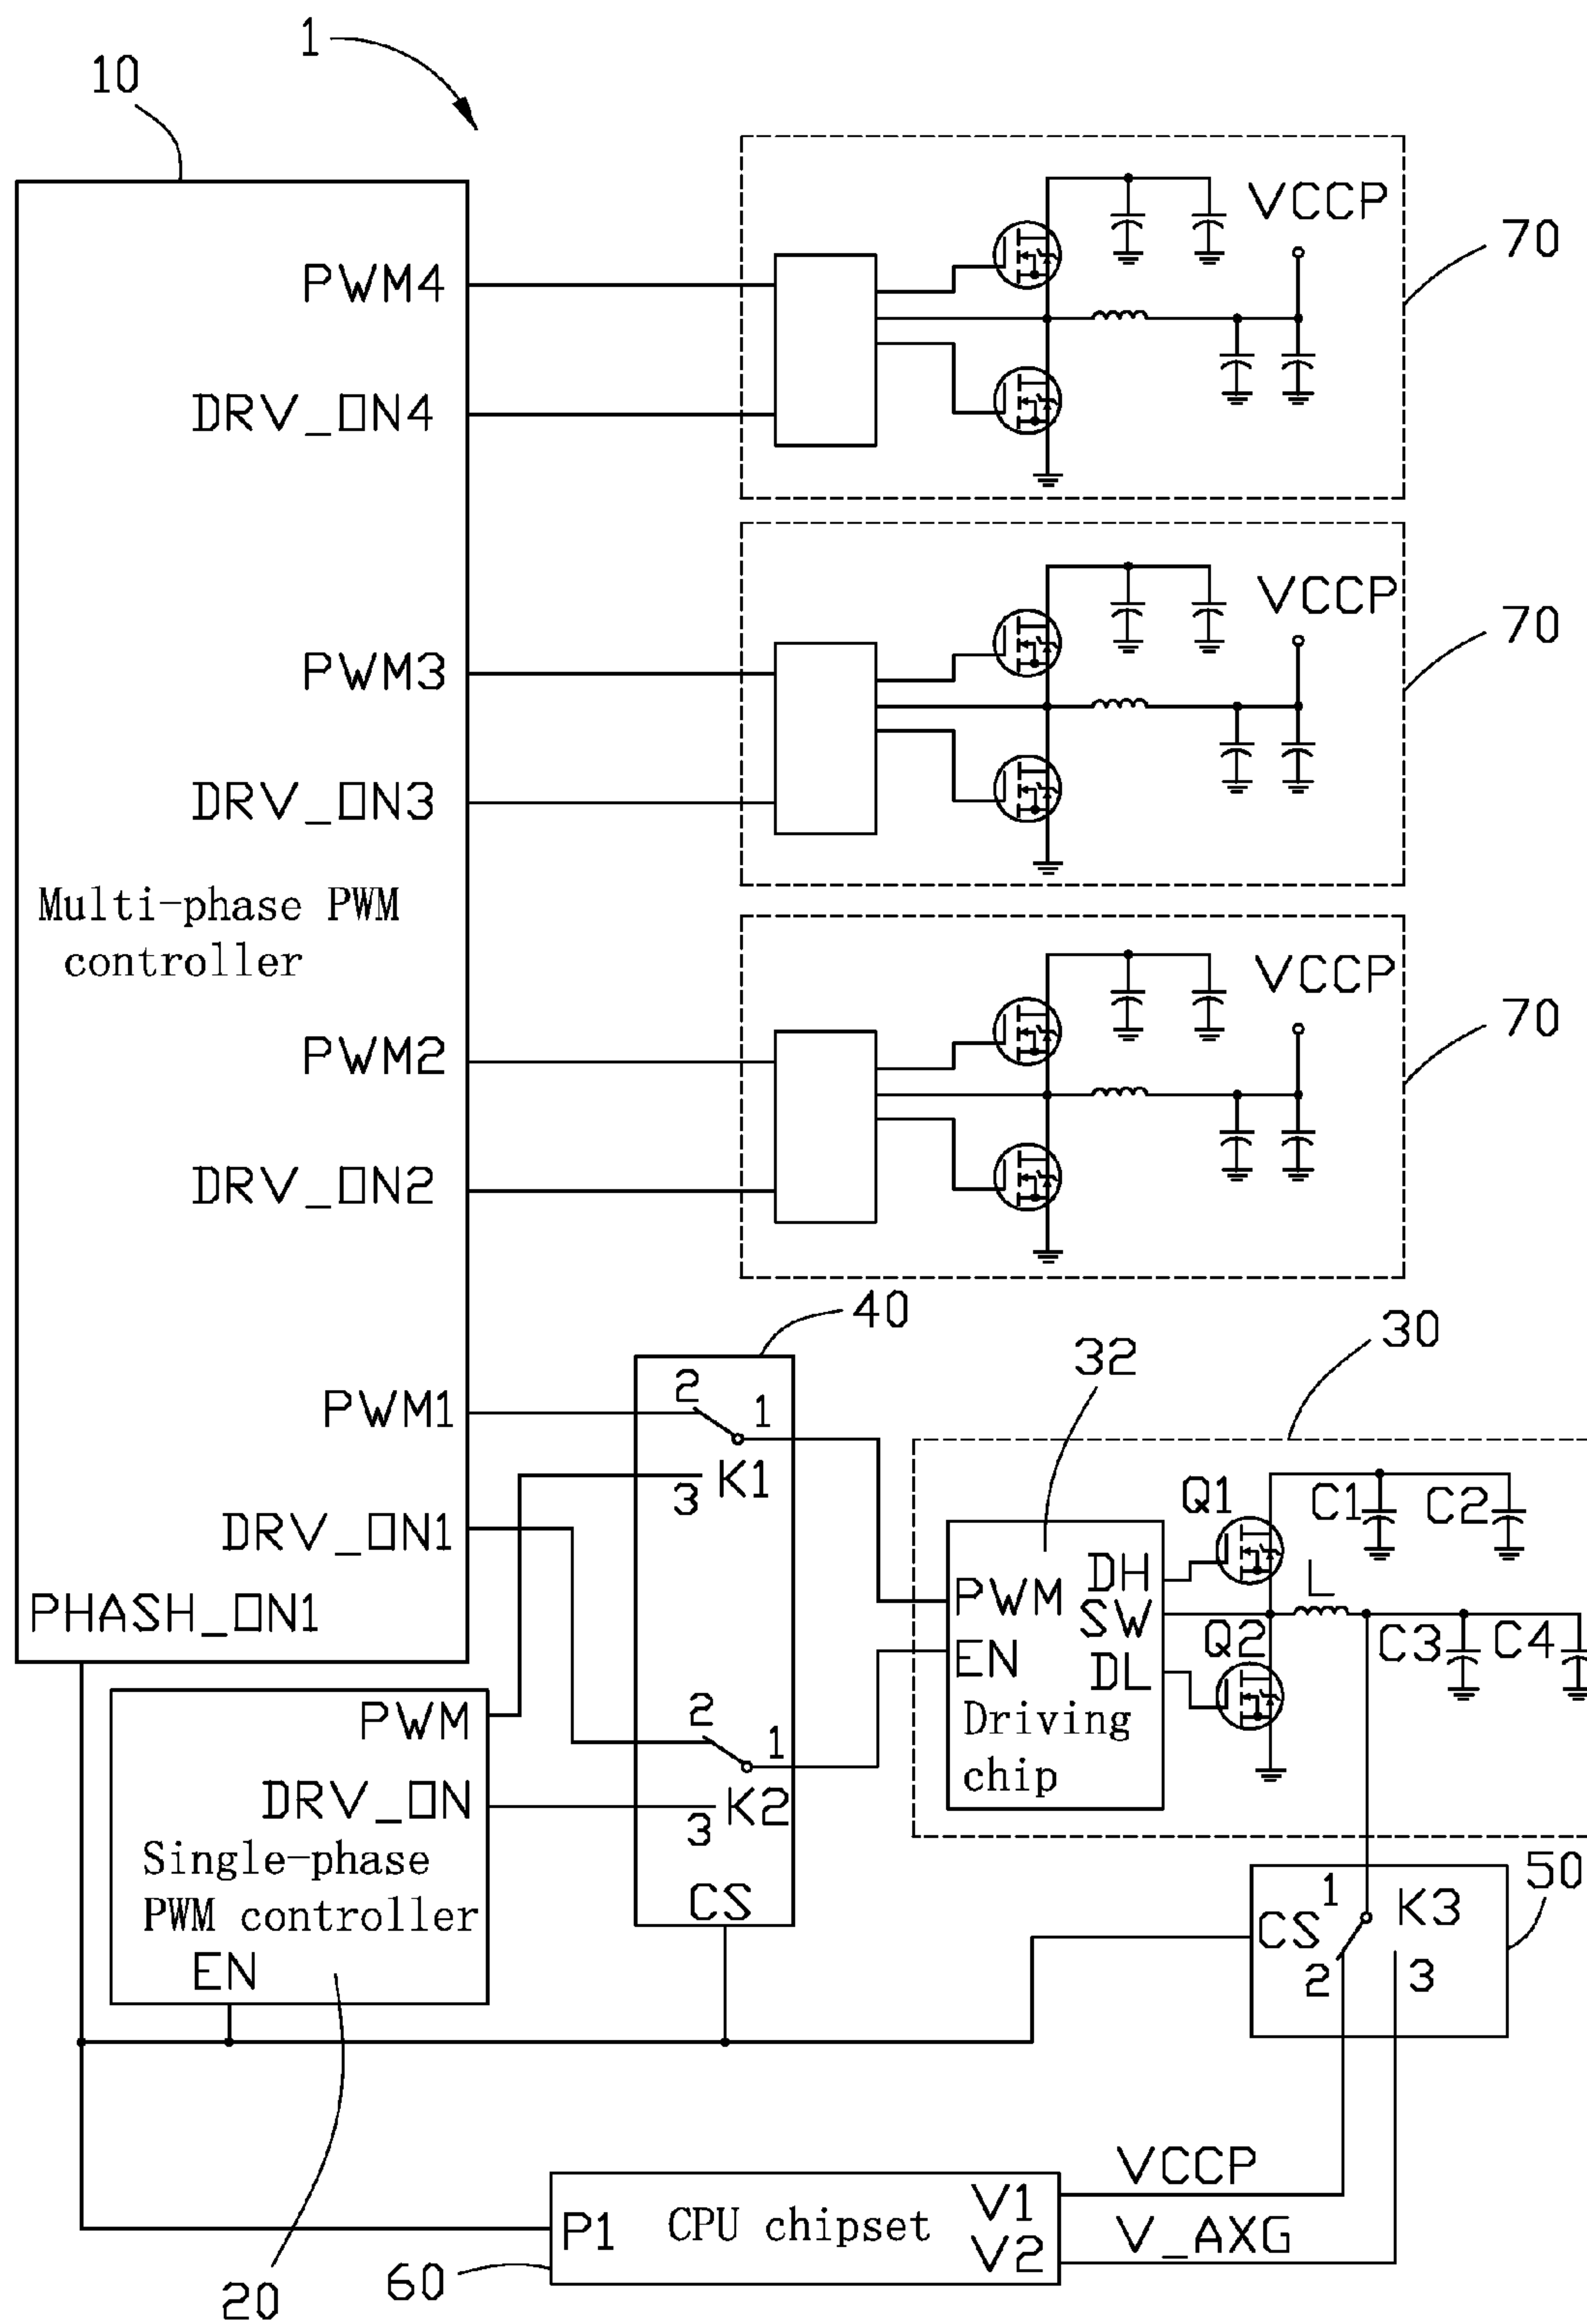 1
10
VCCP
70
PWM4
DRV_ON4
VCCP
70
PWM3
DRV_ON3
Multi-phase PWM
controller
VCCP
70
PWM2
DRV_ON2
40
30
32
2
1
PWM1
K1
3
Q1
C1
C2
DRV_ON1
DH
L
PHASH_ON1
PWM
SW
Q2
C3
C4
EN
DL
PWM
2
1
Driving
chip
DRV_ON
K2
3
Single-phase
PWM controller
CS
EN
50
1
K3
CS
2
3
VCCP
V1
P1
CPU chipset
V_AXG
V2
60
20